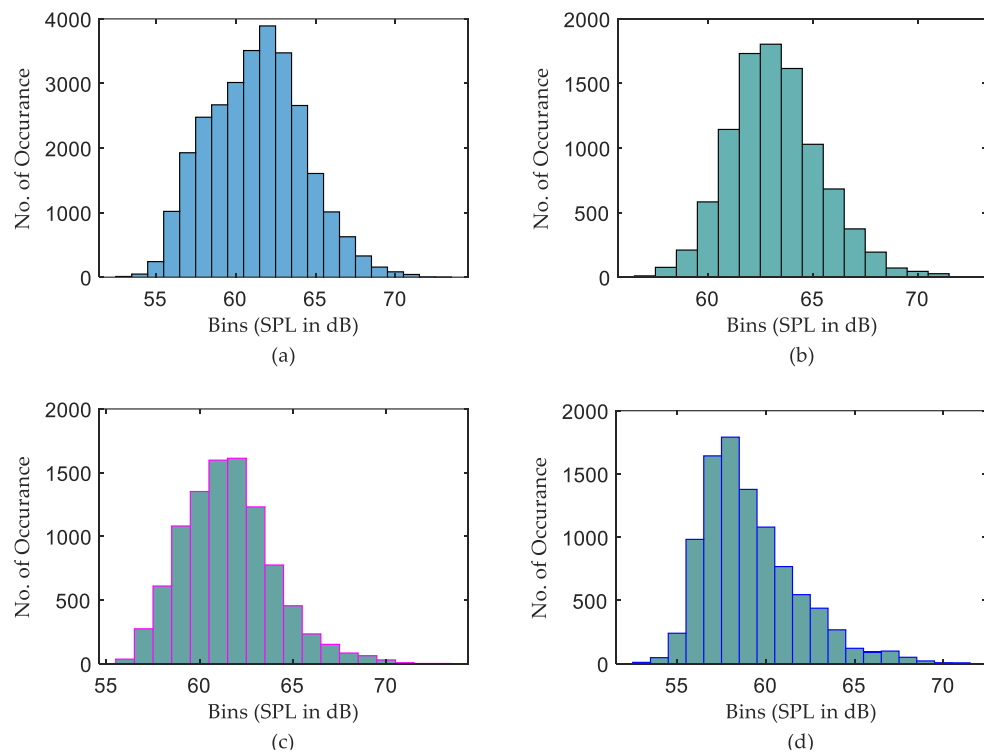 4000
3000
2000
1000
0
No. of Occurance
55 60 65 70
Bins (SPL in dB)
(a)
2000
1500
1000
500
0
No. of Occurance
60 65 70
Bins (SPL in dB)
(b)
2000
1500
1000
500
0
No. of Occurance
55 60 65 70
Bins (SPL in dB)
(c)
2000
1500
1000
500
0
No. of Occurance
55 60 65 70
Bins (SPL in dB)
(d)